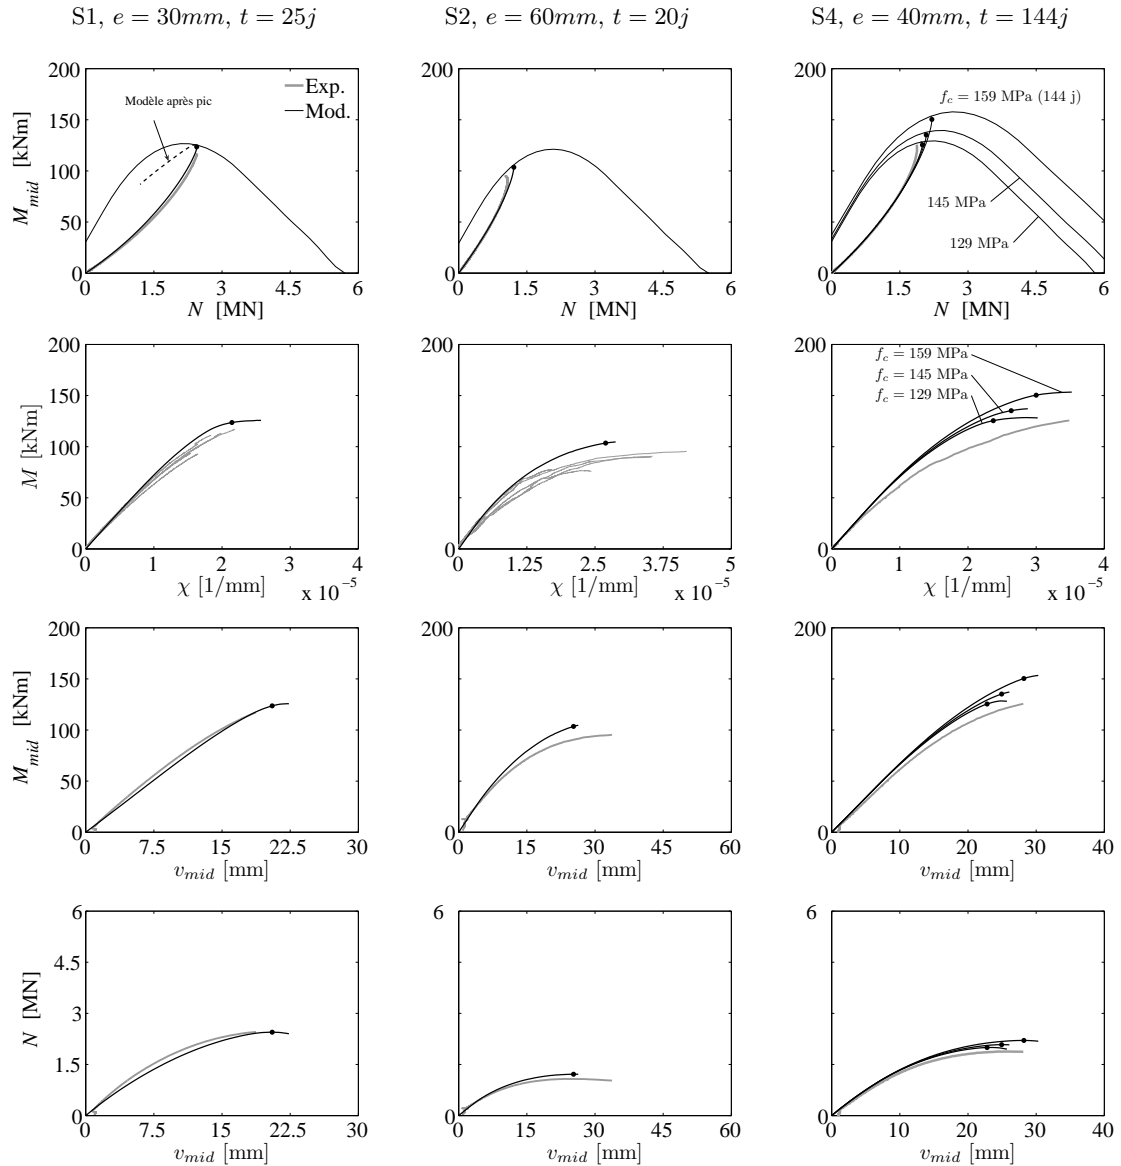 S1, e = 30mm, t = 25j
S2, e = 60mm, t = 20j
S4, e = 40mm, t = 144j
200
150
100
50
0
M_mid [kNm]
Modèle après pic
Exp.
Mod.
0 1.5 3 4.5 6
N [MN]
200
0
0 1.5 3 4.5 6
N [MN]
200
0
f_c = 159 MPa (144 j)
145 MPa
129 MPa
0 1.5 3 4.5 6
N [MN]
200
150
100
50
0
M [kNm]
0 1 2 3 4
χ [1/mm]
x 10^-5
200
0
0 1.25 2.5 3.75 5
χ [1/mm]
x 10^-5
200
0
f_c = 159 MPa
f_c = 145 MPa
f_c = 129 MPa
0 1 2 3 4
χ [1/mm]
x 10^-5
200
150
100
50
0
M_mid [kNm]
0 7.5 15 22.5 30
v_mid [mm]
200
0
0 15 30 45 60
v_mid [mm]
200
0
0 10 20 30 40
v_mid [mm]
6
4.5
3
1.5
0
N [MN]
0 7.5 15 22.5 30
v_mid [mm]
6
0
0 15 30 45 60
v_mid [mm]
6
0
0 10 20 30 40
v_mid [mm]